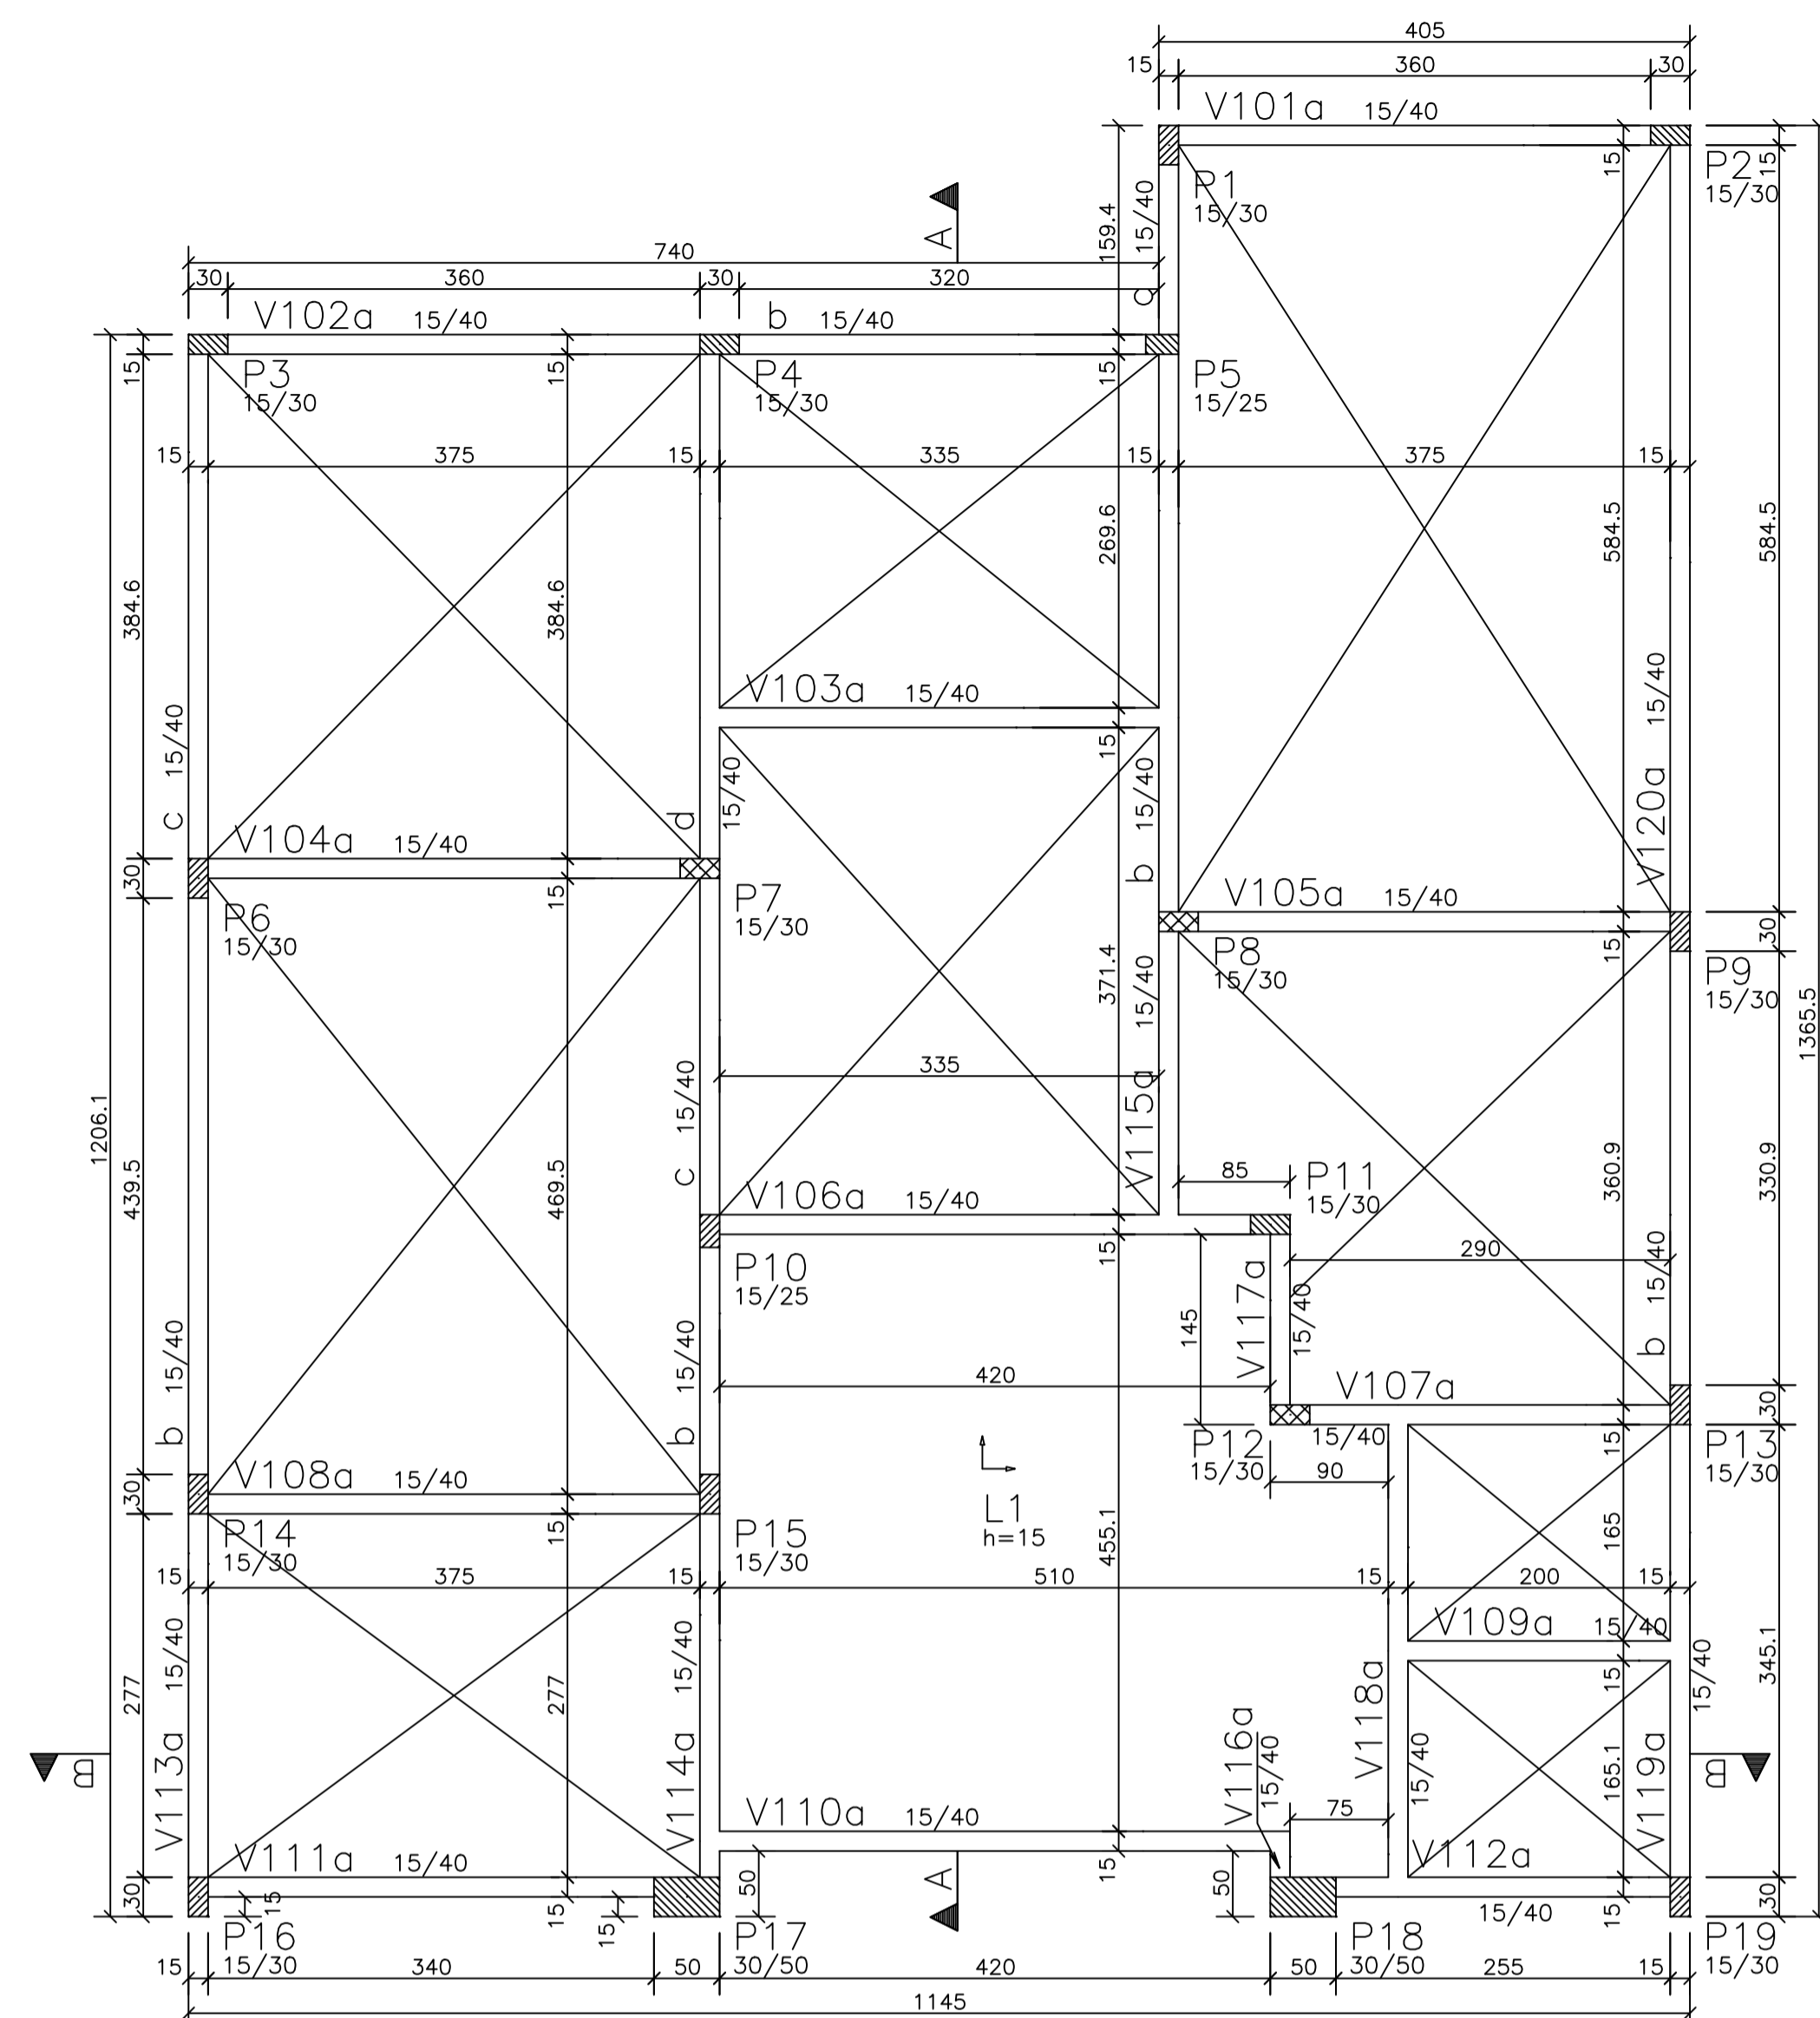 405
15 360 30
V101a 15/40
P1
15/30
P2
15/30
15
15
159.4
15/40
a
A
740
30 360 30 320
V102a 15/40 b 15/40
15
15
15
P3
15/30
P4
15/30
P5
15/25
15 375 15 335 15 375 15
384.6
384.6
269.6
584.5
584.5
V103a 15/40
15
15/40
15/40
15/40
15/40
c
d
b
V120a
V104a 15/40
30
15
P6
15/30
P7
15/30
V105a 15/40
P8
15/30
15
30
P9
15/30
1206.1
1365.5
439.5
469.5
371.4
360.9
330.9
335
15/40
15/40
c
V115a
85
P11
15/30
V106a 15/40
15
P10
15/25
290
145
V117a
15/40
15/40
b
420
15/40
b
15/40
b
V107a
15/40
P12
15/30
90
15
30
P13
15/30
V108a 15/40
30
15
P14
15/30
P15
15/30
L1
h=15
455.1
165
15 375 15 510 15 200 15
V109a 15/40
15
345.1
277
277
15/40
15/40
15/40
V113a
V114a
V118a
15/40
V116a
15/40
165.1
V119a
B
B
V110a 15/40
75
V111a 15/40
V112a
15
50
50
A
30
15
15
15
15/40
15
30
P16
15/30
P17
30/50
P18
30/50
P19
15/30
15 340 50 420 50 255 15
1145